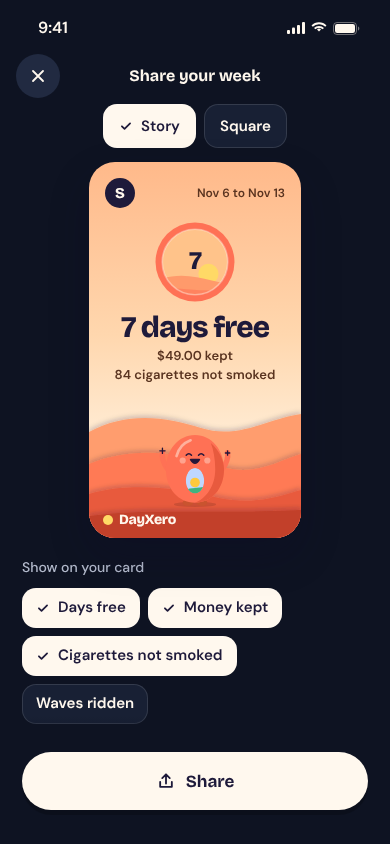 9:41
Share your week
Story
Square
S
Nov 6 to Nov 13
7
7 days free
$49.00 kept
84 cigarettes not smoked
DayXero
Show on your card
Days free
Money kept
Cigarettes not smoked
Waves ridden
Share